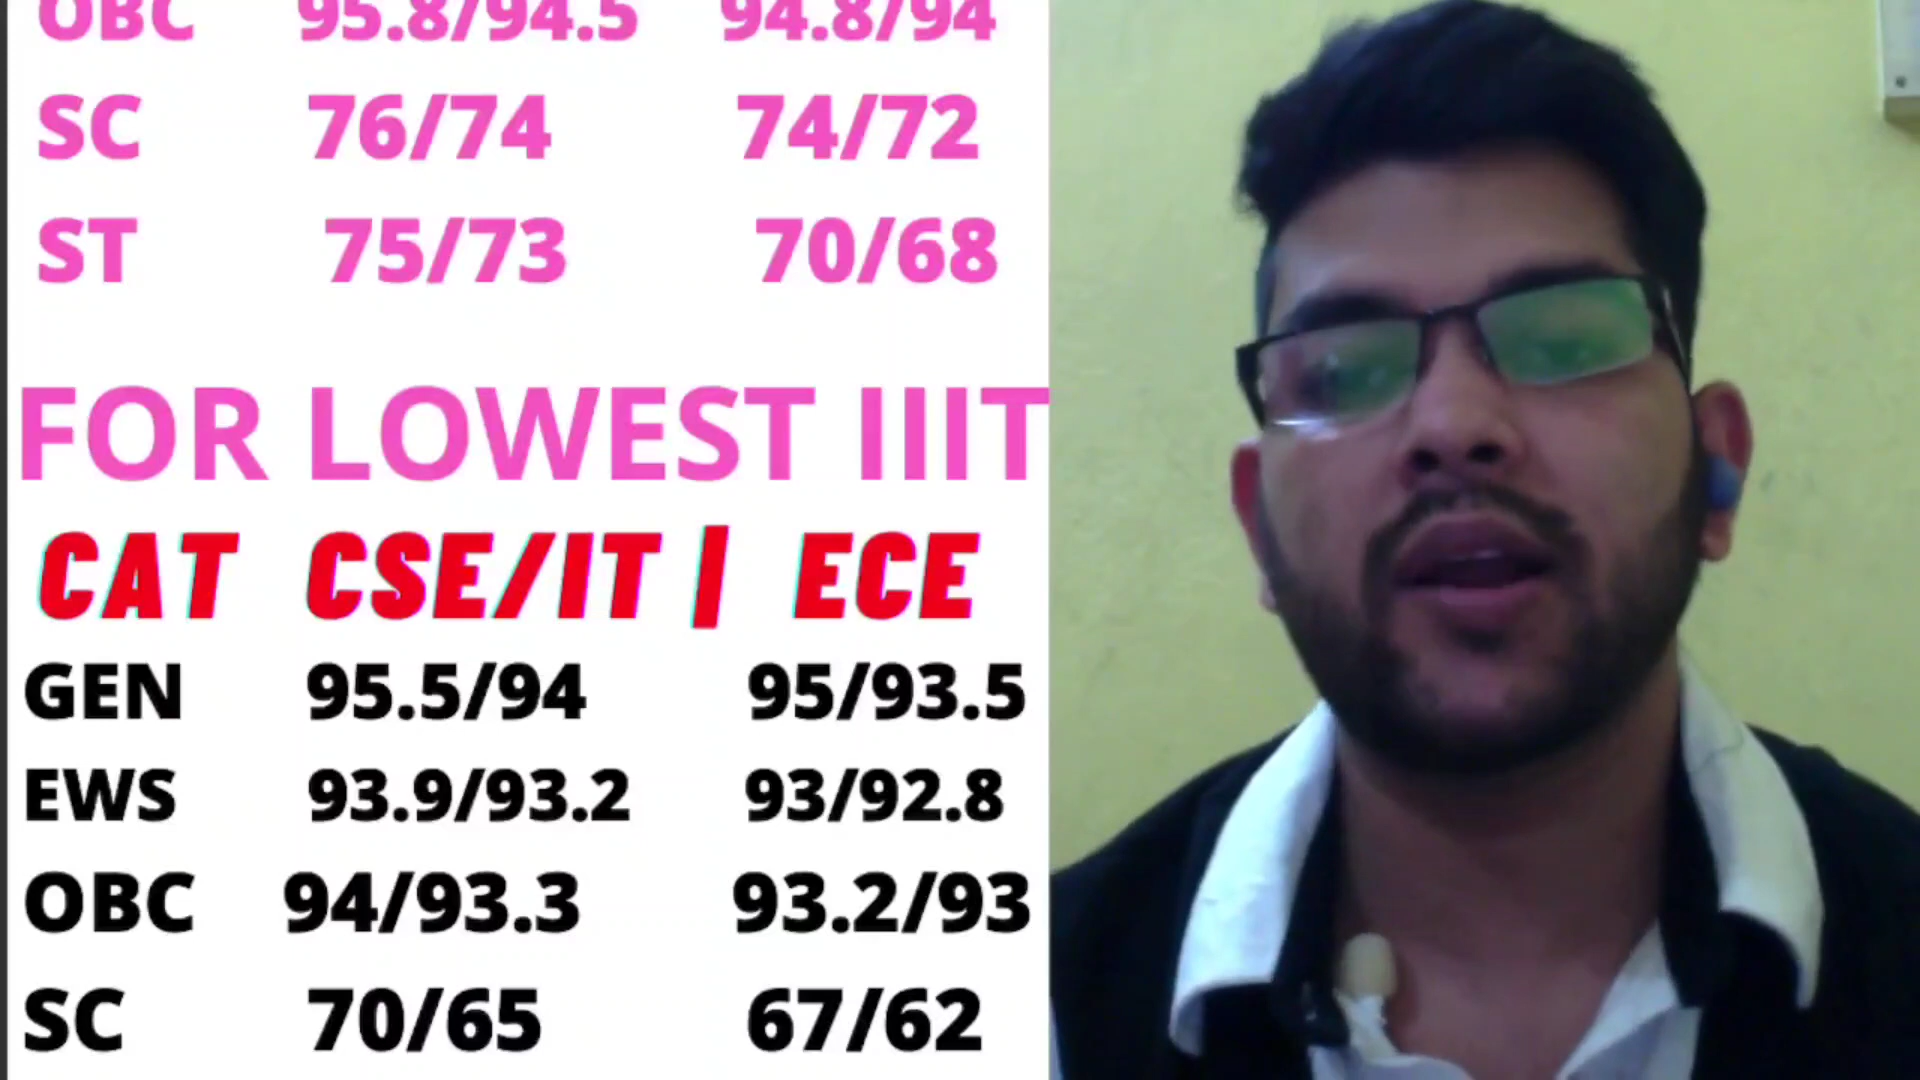 OBC 95.8/94.5 94.8/94
SC 76/74 74/72
ST 75/73 70/68
FOR LOWEST IIIT
CAT CSE/IT | ECE
GEN 95.5/94 95/93.5
EWS 93.9/93.2 93/92.8
OBC 94/93.3 93.2/93
SC 70/65 67/62